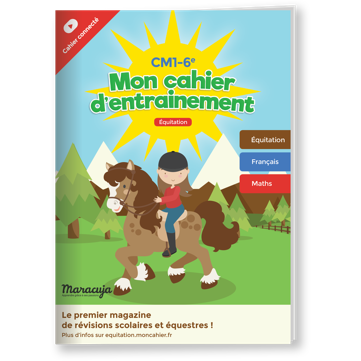 Cahier connecté
CM1-6e
Mon cahier
d'entrainement
Équitation
Équitation
Français
Maths
Maracuja
Le premier magazine
de révisions scolaires et équestres !
Plus d'infos sur equitation.moncahier.fr